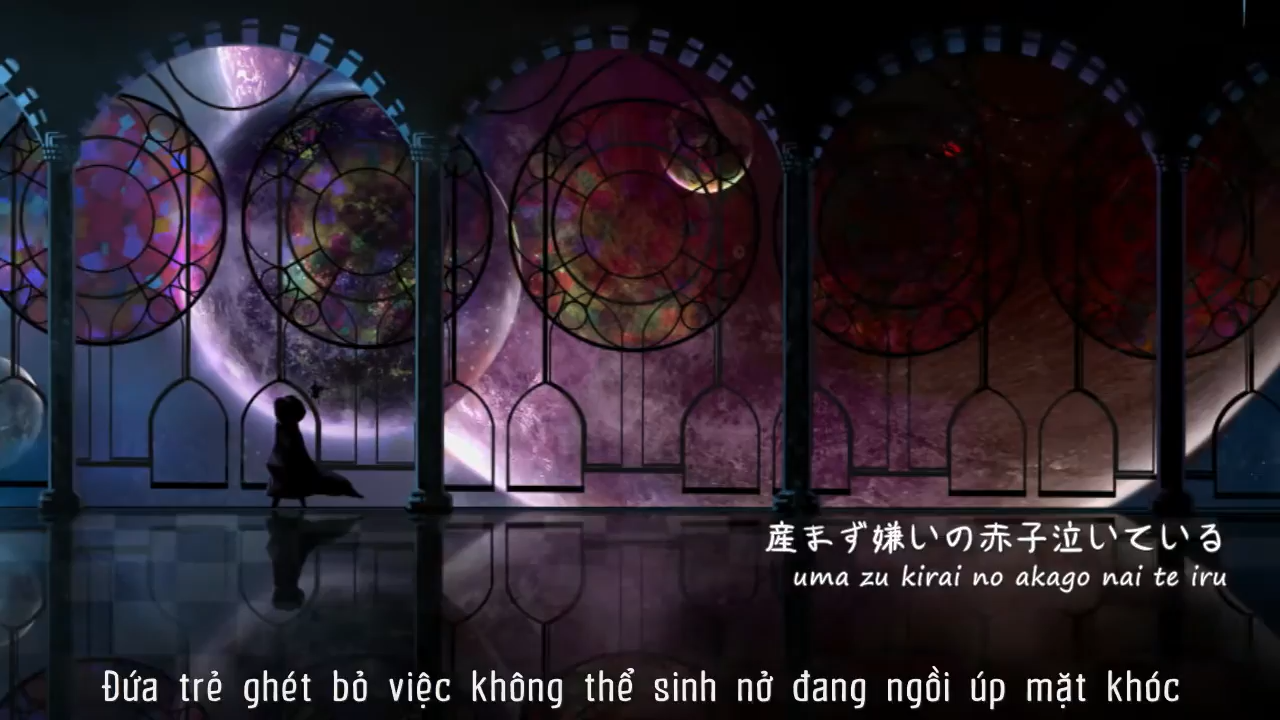 産まず嫌いの赤子泣いている
uma zu kirai no akago nai te iru
Đứa trẻ ghét bỏ việc không thể sinh nở đang ngồi úp mặt khóc